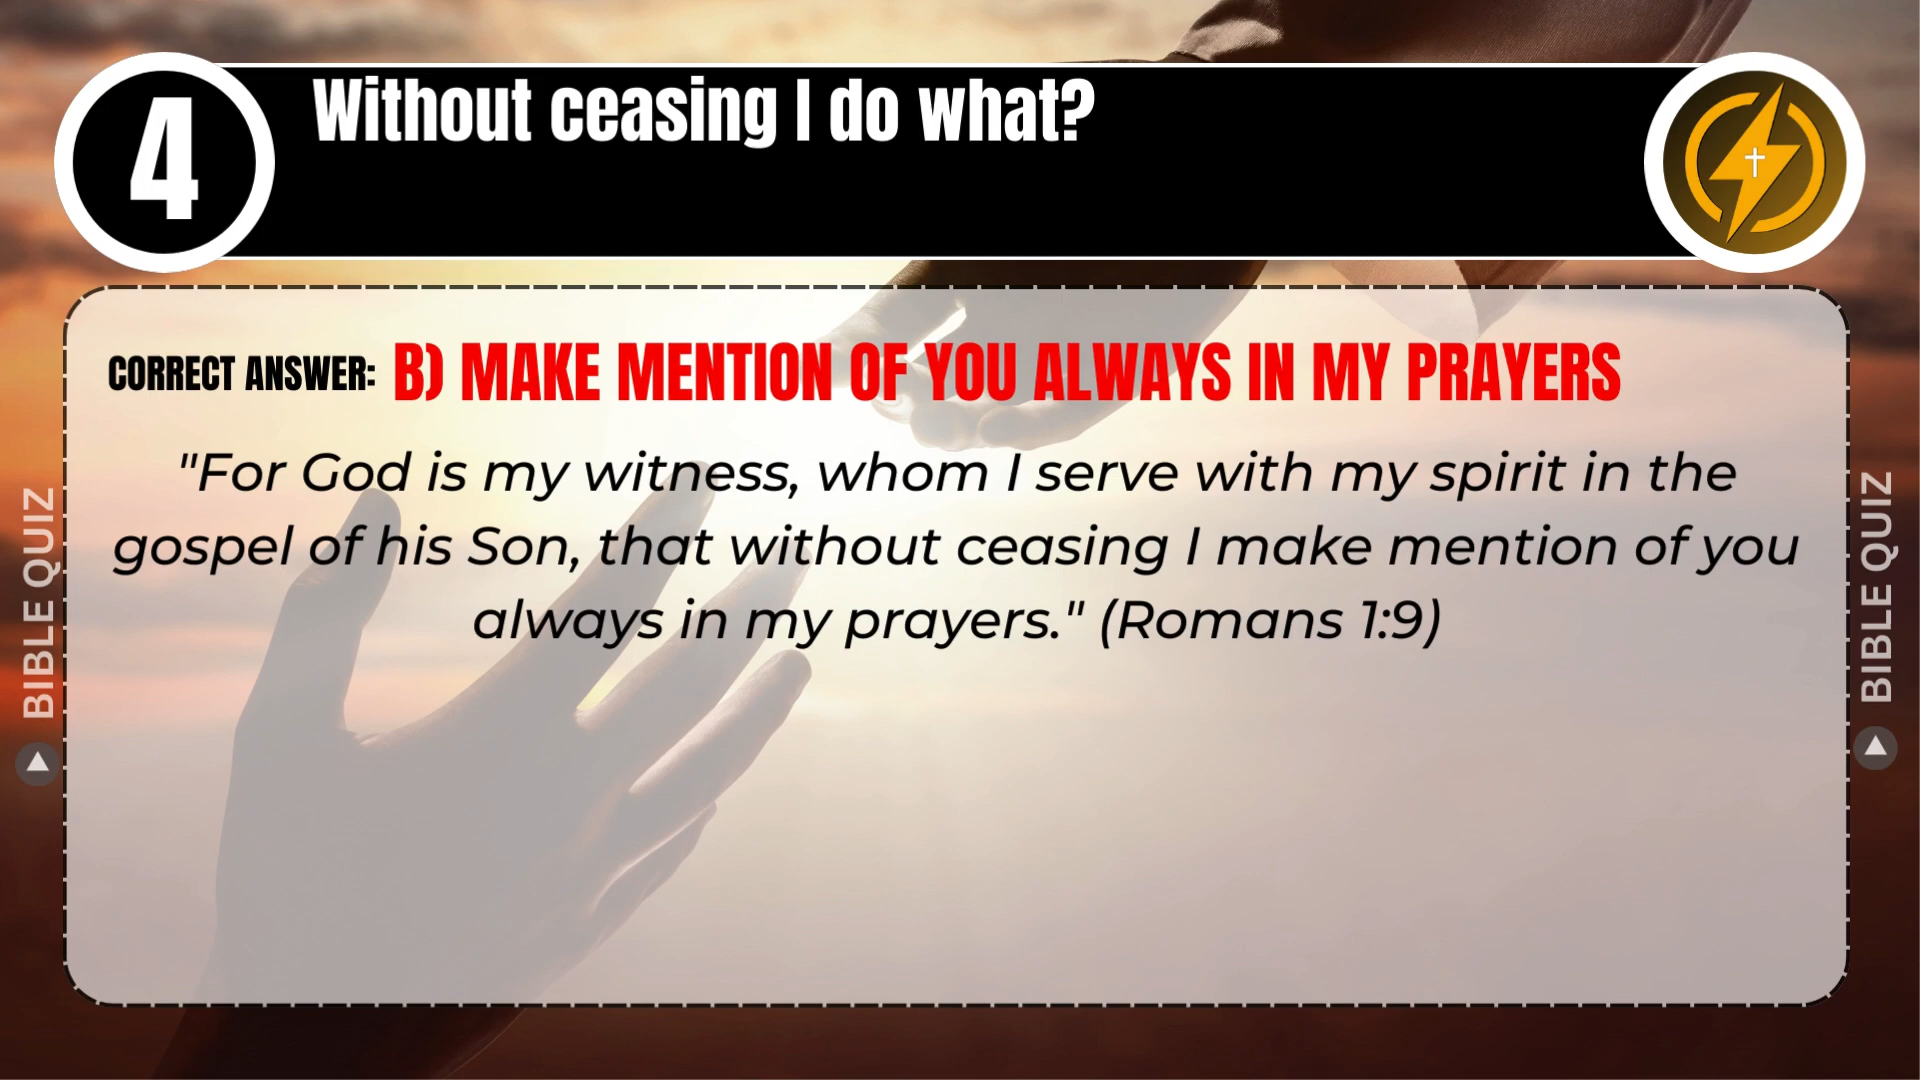 4
Without ceasing I do what?
CORRECT ANSWER: B) MAKE MENTION OF YOU ALWAYS IN MY PRAYERS
"For God is my witness, whom I serve with my spirit in the
gospel of his Son, that without ceasing I make mention of you
always in my prayers." (Romans 1:9)
BIBLE QUIZ
BIBLE QUIZ